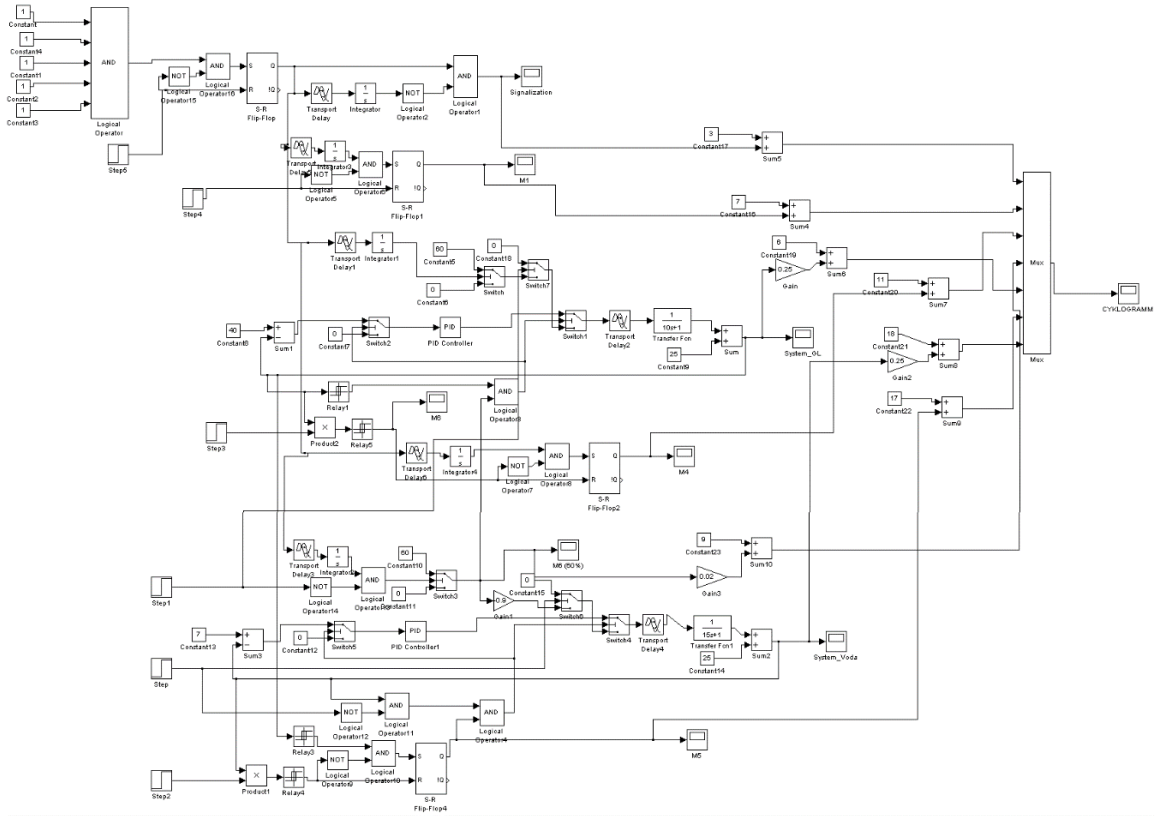 1
Constant
1
Constant4
1
Constant1
1
Constant2
1
Constant3
AND
Logical
Operator
Step5
NOT
Logical
Operator15
AND
Logical
Operator16
S
R
Q
!Q
S-R
Flip-Flop
Transport
Delay
1
s
Integrator
NOT
Logical
Operator2
AND
Logical
Operator1
Signalization
Step4
Transport
1
s
Integrator3
NOT
Logical
Operator5
AND
Logical
S
R
Q
!Q
S-R
Flip-Flop1
M1
3
Constant17
+
+
Sum5
7
Constant16
+
+
Sum4
Transport
Delay1
1
s
Integrator1
60
Constant5
0
Constant6
Switch
0
Constant18
Switch7
6
Constant19
0.25
Gain
+
+
Sum6
11
Constant20
+
+
Sum7
Mux
Mux
CYKLOGRAMM
40
Constant8
+
−
Sum1
0
Constant7
Switch2
PID
PID Controller
Switch1
Transport
Delay2
1
10s+1
Transfer Fcn
25
Constant9
+
+
Sum
System_GL
18
Constant21
0.25
Gain2
+
+
Sum8
17
Constant22
+
+
Sum9
Relay1
AND
Logical
Step3
×
Product2
Relay5
M6
Transport
1
s
Integrator4
NOT
Logical
Operator7
AND
Logical
Operator8
S
R
Q
!Q
S-R
Flip-Flop2
M4
Step1
Transport
Delay3
1
s
NOT
Logical
Operator14
AND
Logical
60
Constant10
0
Switch3
M6 (50%)
0
Constant15
Gain1
9
Constant23
0.02
Gain3
+
+
Sum10
7
Constant13
+
−
Sum3
0
Constant12
Switch5
PID
PID Controller1
Switch4
Transport
Delay4
1
15s+1
Transfer Fcn1
25
Constant14
+
+
Sum2
System_Voda
Step
NOT
Logical
Operator12
AND
Logical
Operator11
AND
Logical
Operator4
Step2
×
Product1
Relay3
Relay4
NOT
Logical
Operator9
AND
Logical
Operator10
S
R
Q
!Q
S-R
Flip-Flop4
M5